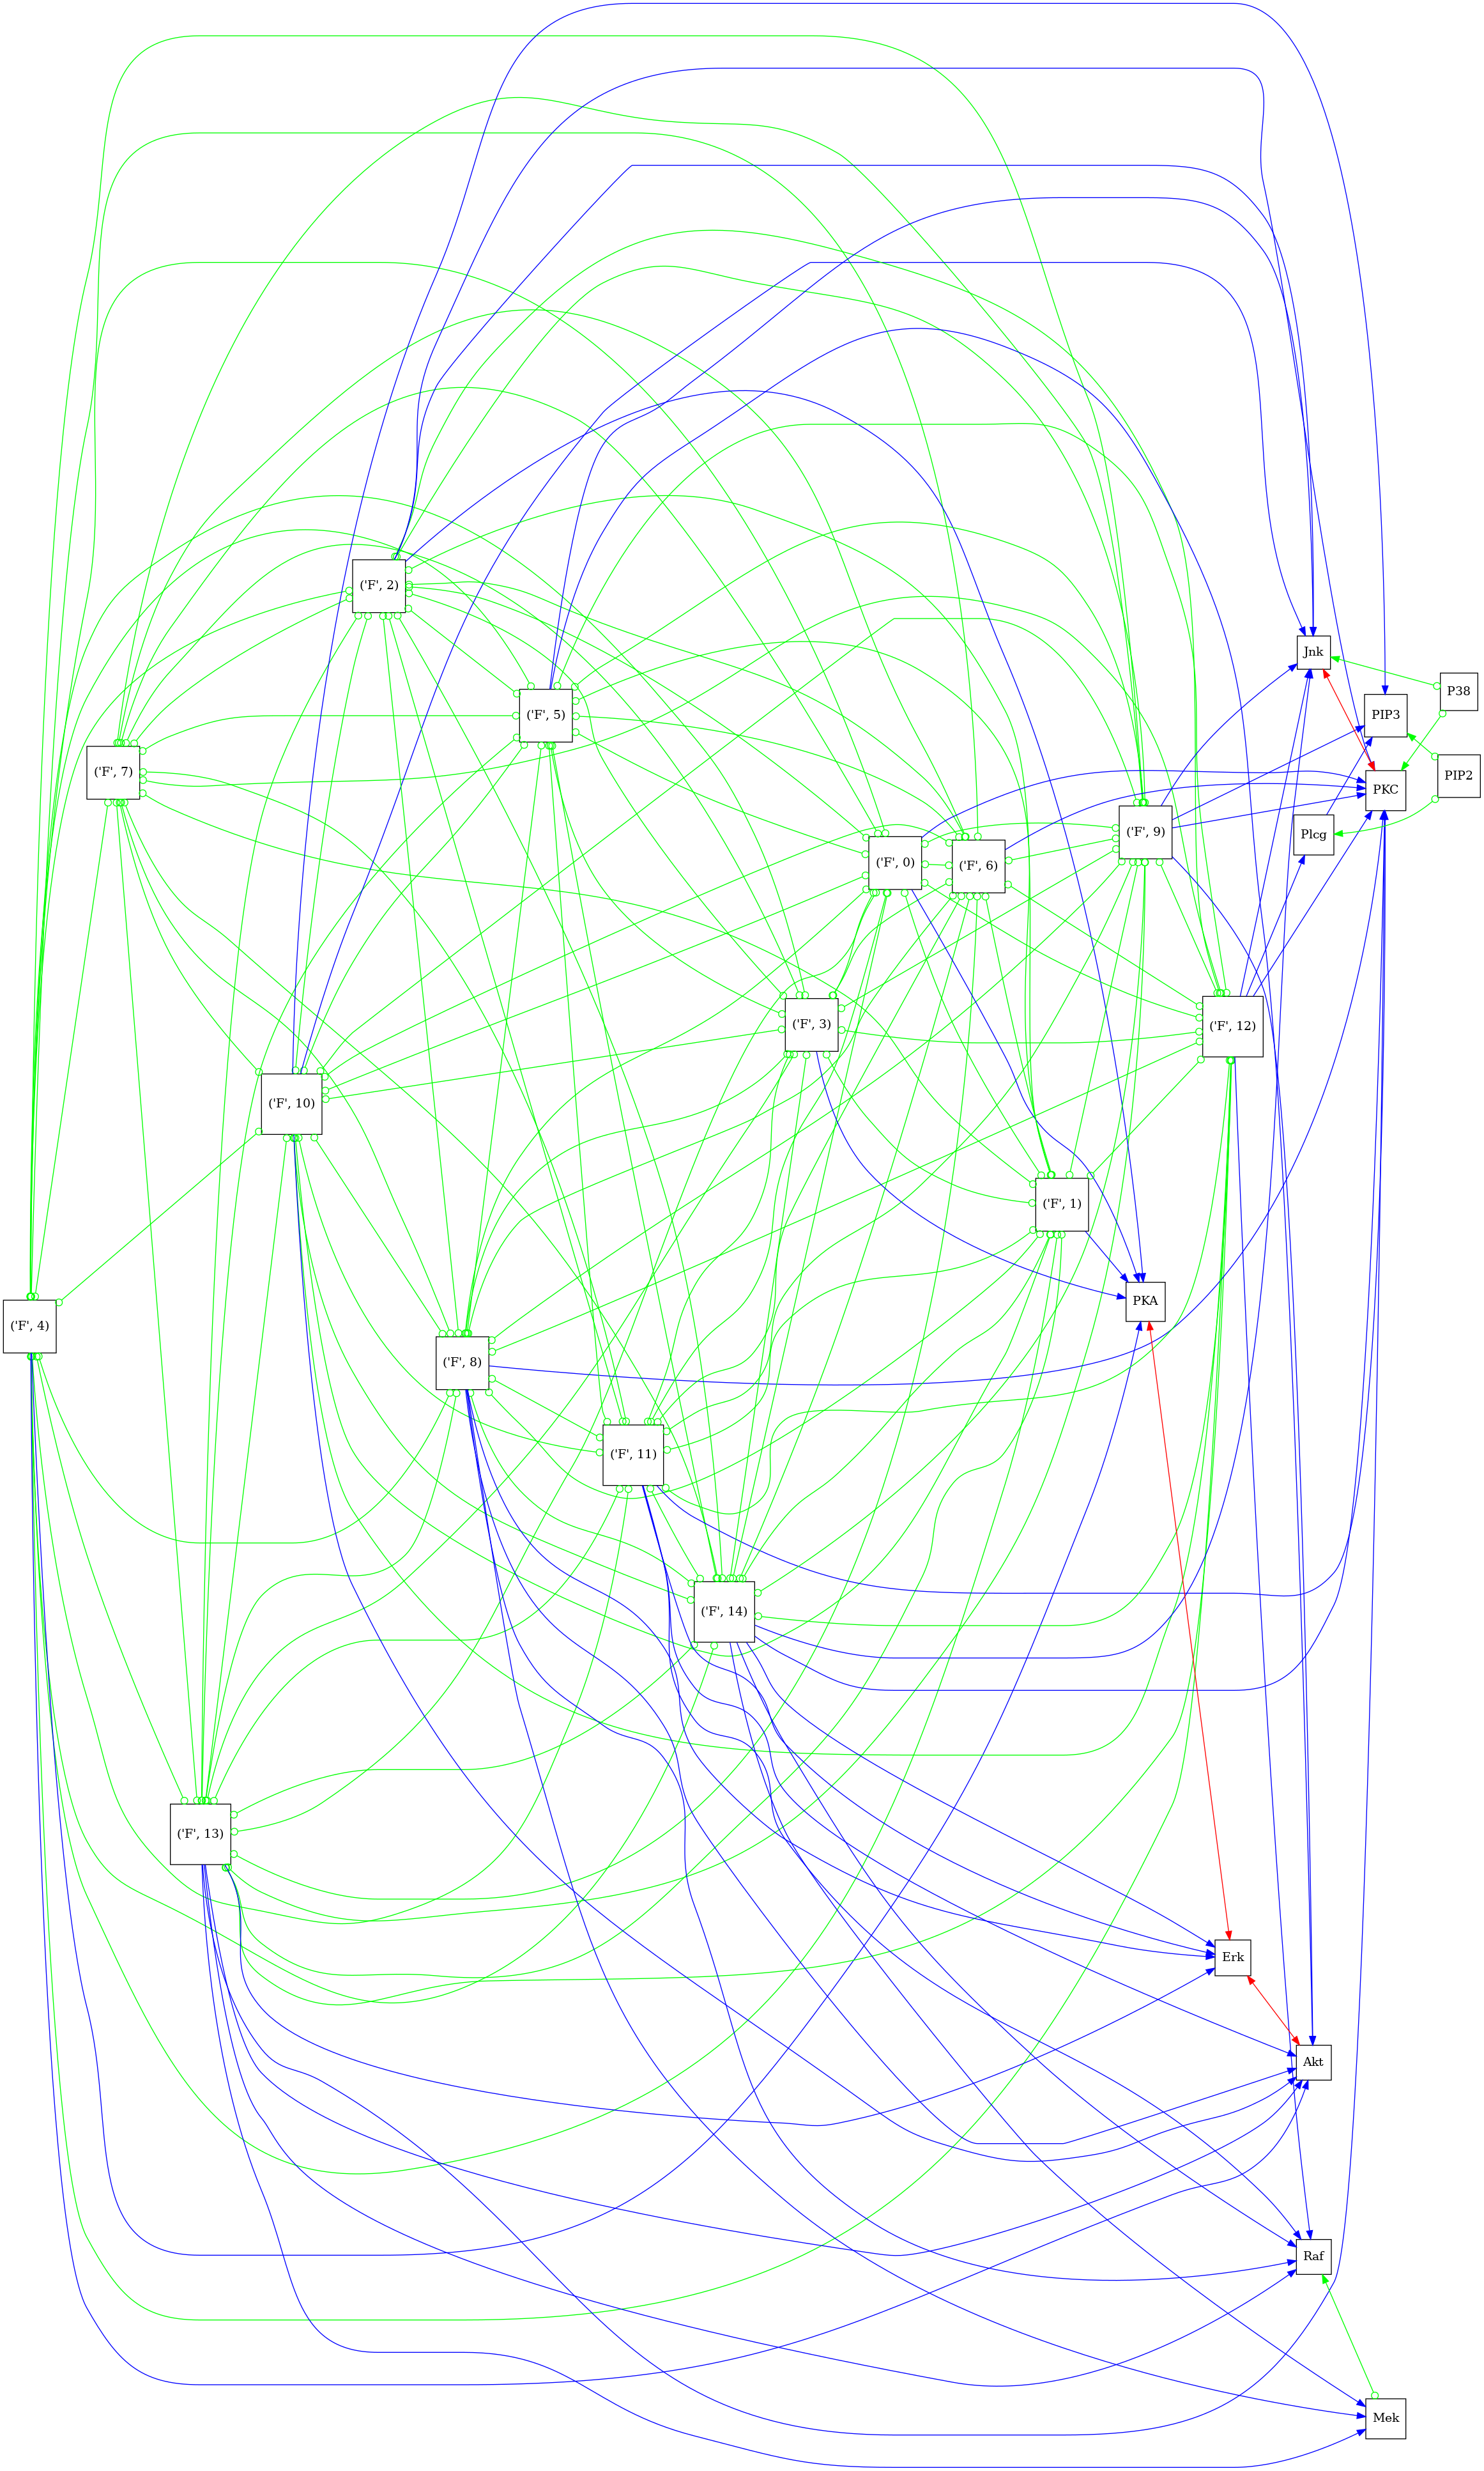 ('F', 2)
Jnk
P38
('F', 5)
PIP3
('F', 7)
PIP2
PKC
('F', 9)
Plcg
('F', 0)
('F', 6)
('F', 3)
('F', 12)
('F', 10)
('F', 1)
PKA
('F', 4)
('F', 8)
('F', 11)
('F', 14)
('F', 13)
Erk
Akt
Raf
Mek